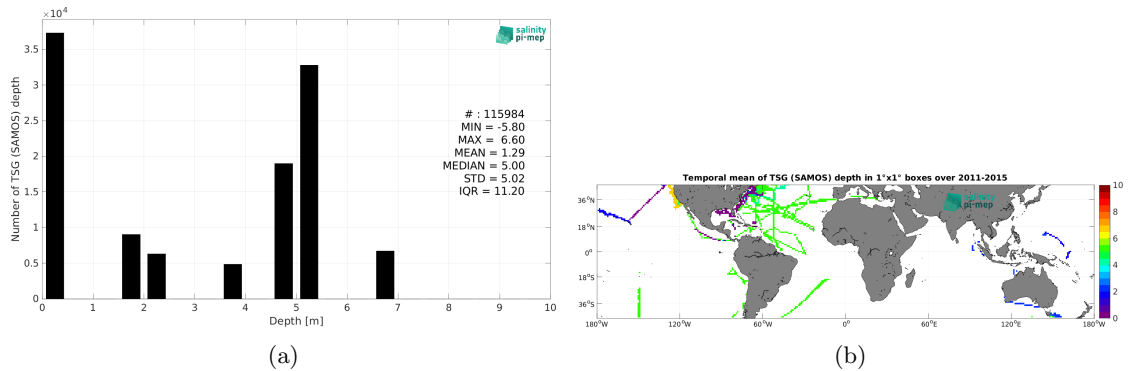 ×10^4
salinity
pi-mep
3.5
3
2.5
2
1.5
1
0.5
0
Number of TSG (SAMOS) depth
# : 115984
MIN = -5.80
MAX = 6.60
MEAN = 1.29
MEDIAN = 5.00
STD = 5.02
IQR = 11.20
0 1 2 3 4 5 6 7 8 9 10
Depth [m]
(a)
Temporal mean of TSG (SAMOS) depth in 1°x1° boxes over 2011-2015
salinity
pi-mep
36°N
18°N
0°
18°S
36°S
180°W 120°W 60°W 0° 60°E 120°E 180°W
10
8
6
4
2
0
(b)